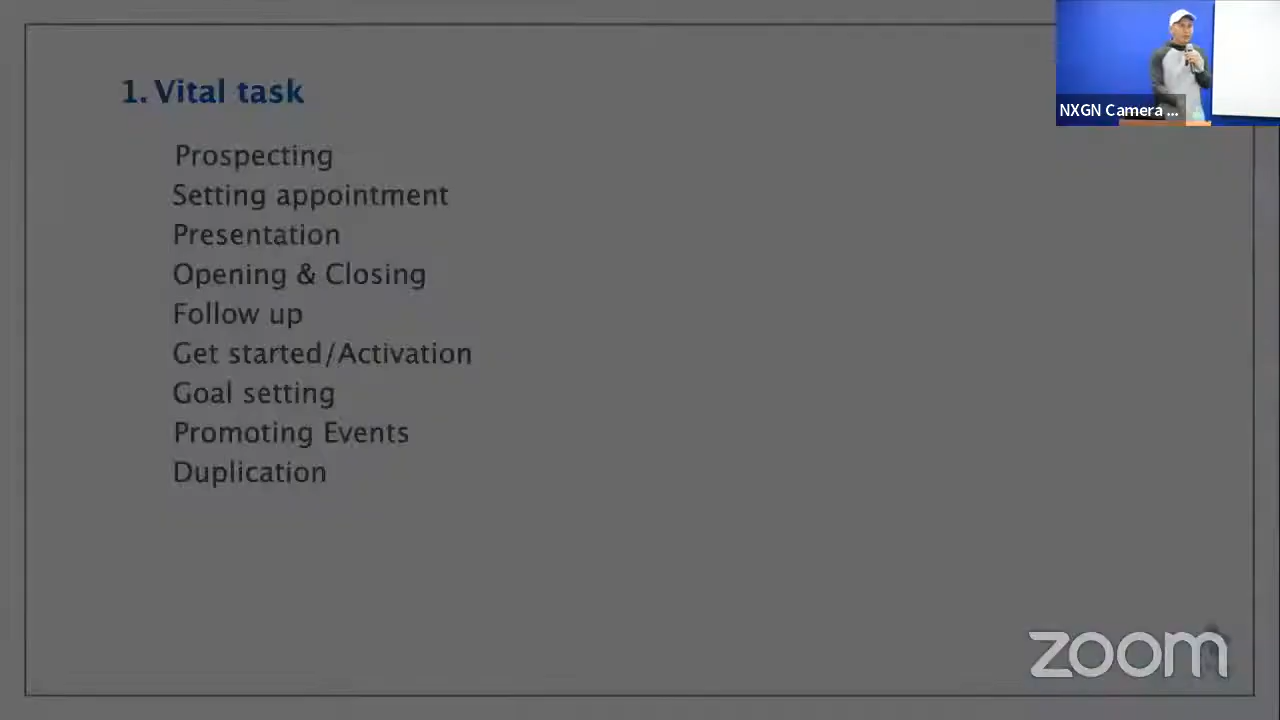 1. Vital task
Prospecting
Setting appointment
Presentation
Opening & Closing
Follow up
Get started/Activation
Goal setting
Promoting Events
Duplication
NXGN Camera ...
zoom